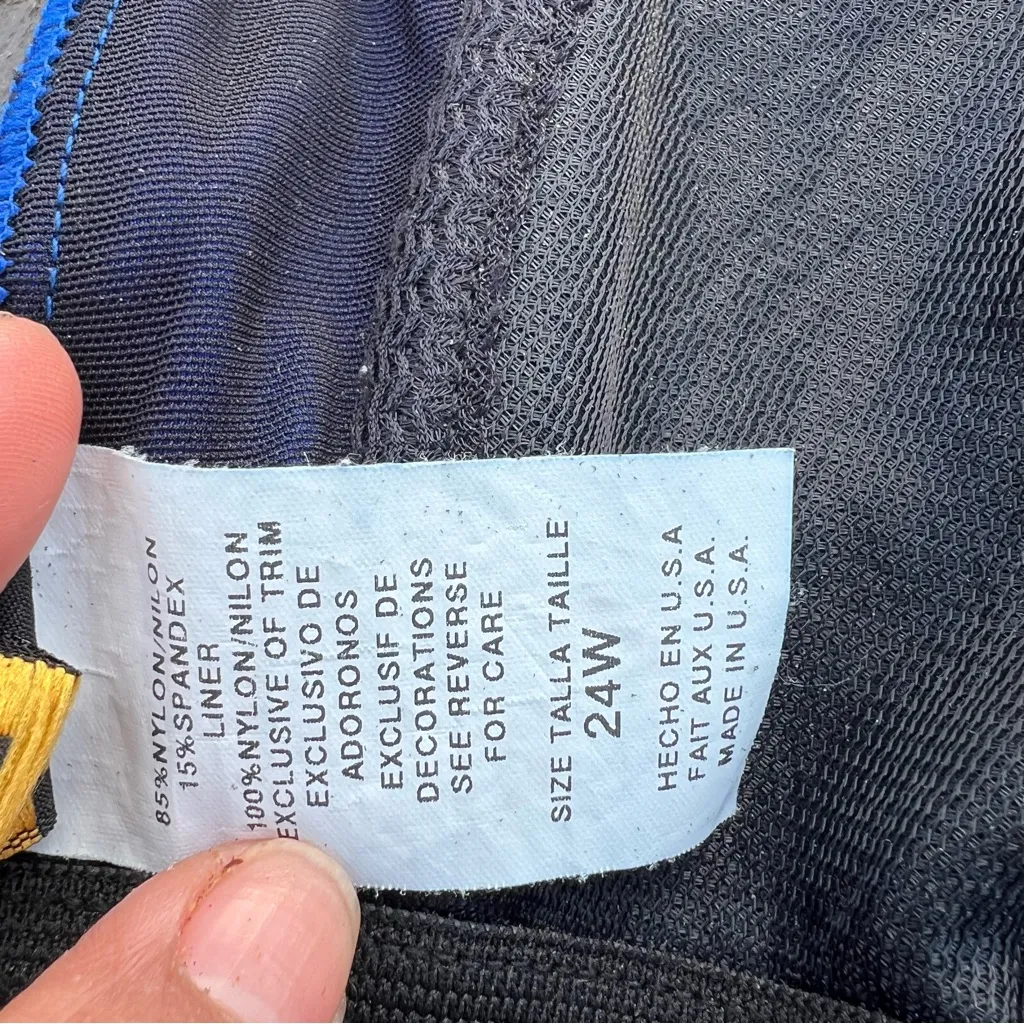 85%NYLON/NILON
15%SPANDEX
LINER
100%NYLON/NILON
EXCLUSIVE OF TRIM
EXCLUSIVO DE
ADORONOS
EXCLUSIF DE
DECORATIONS
SEE REVERSE
FOR CARE
SIZE TALLA TAILLE
24W
HECHO EN U.S.A
FAIT AUX U.S.A.
MADE IN U.S.A.